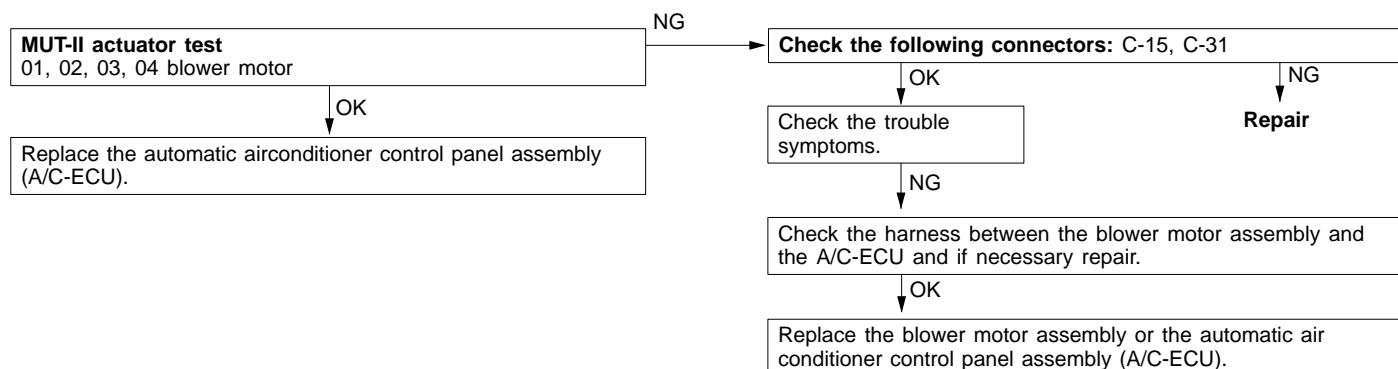 MUT-II actuator test
01, 02, 03, 04 blower motor
NG
Check the following connectors: C-15, C-31
OK
Replace the automatic airconditioner control panel assembly
(A/C-ECU).
OK
NG
Check the trouble
symptoms.
Repair
NG
Check the harness between the blower motor assembly and
the A/C-ECU and if necessary repair.
OK
Replace the blower motor assembly or the automatic air
conditioner control panel assembly (A/C-ECU).